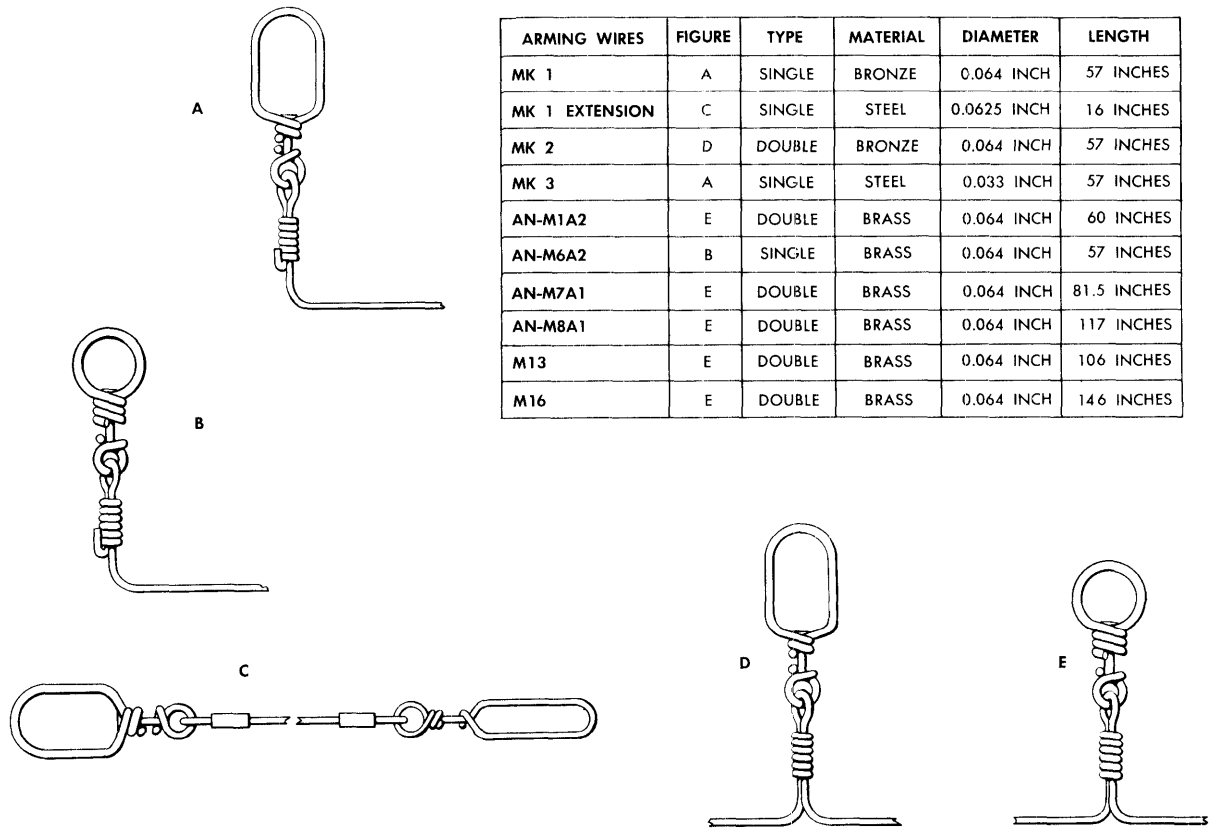 ARMING WIRES FIGURE TYPE MATERIAL DIAMETER LENGTH
MK 1 A SINGLE BRONZE 0.064 INCH 57 INCHES
MK 1 EXTENSION C SINGLE STEEL 0.0625 INCH 16 INCHES
MK 2 D DOUBLE BRONZE 0.064 INCH 57 INCHES
MK 3 A SINGLE STEEL 0.033 INCH 57 INCHES
AN-M1A2 E DOUBLE BRASS 0.064 INCH 60 INCHES
AN-M6A2 B SINGLE BRASS 0.064 INCH 57 INCHES
AN-M7A1 E DOUBLE BRASS 0.064 INCH 81.5 INCHES
AN-M8A1 E DOUBLE BRASS 0.064 INCH 117 INCHES
M13 E DOUBLE BRASS 0.064 INCH 106 INCHES
M16 E DOUBLE BRASS 0.064 INCH 146 INCHES
A
B
C
D
E